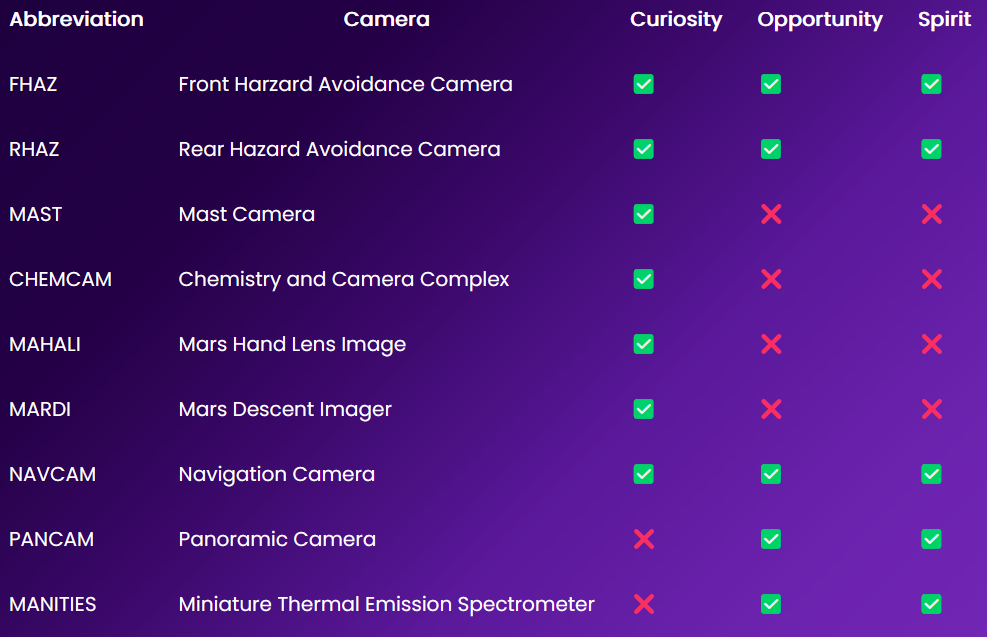 Abbreviation Camera Curiosity Opportunity Spirit
FHAZ Front Harzard Avoidance Camera ✅ ✅ ✅
RHAZ Rear Hazard Avoidance Camera ✅ ✅ ✅
MAST Mast Camera ✅ ❌ ❌
CHEMCAM Chemistry and Camera Complex ✅ ❌ ❌
MAHALI Mars Hand Lens Image ✅ ❌ ❌
MARDI Mars Descent Imager ✅ ❌ ❌
NAVCAM Navigation Camera ✅ ✅ ✅
PANCAM Panoramic Camera ❌ ✅ ✅
MANITIES Miniature Thermal Emission Spectrometer ❌ ✅ ✅